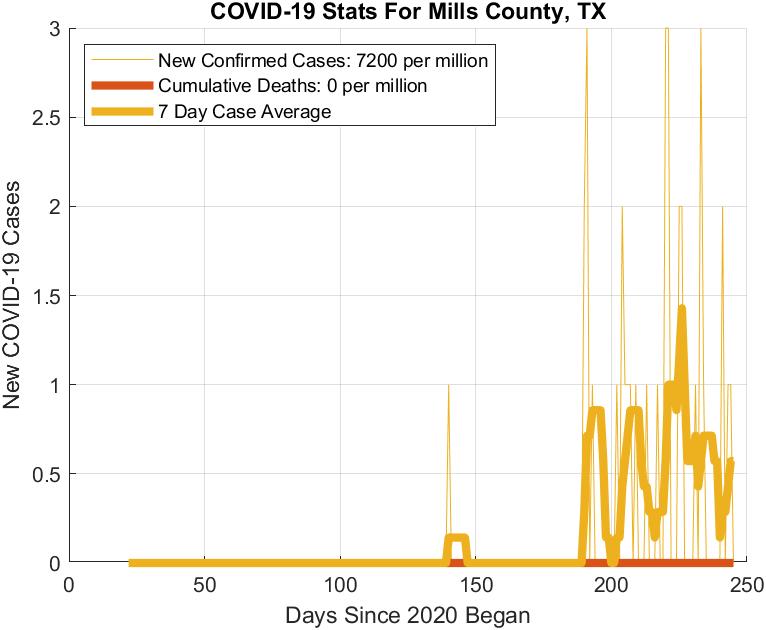 COVID-19 Stats For Mills County, TX
New Confirmed Cases: 7200 per million
Cumulative Deaths: 0 per million
7 Day Case Average
3
2.5
2
1.5
1
0.5
0
New COVID-19 Cases
0 50 100 150 200 250
Days Since 2020 Began